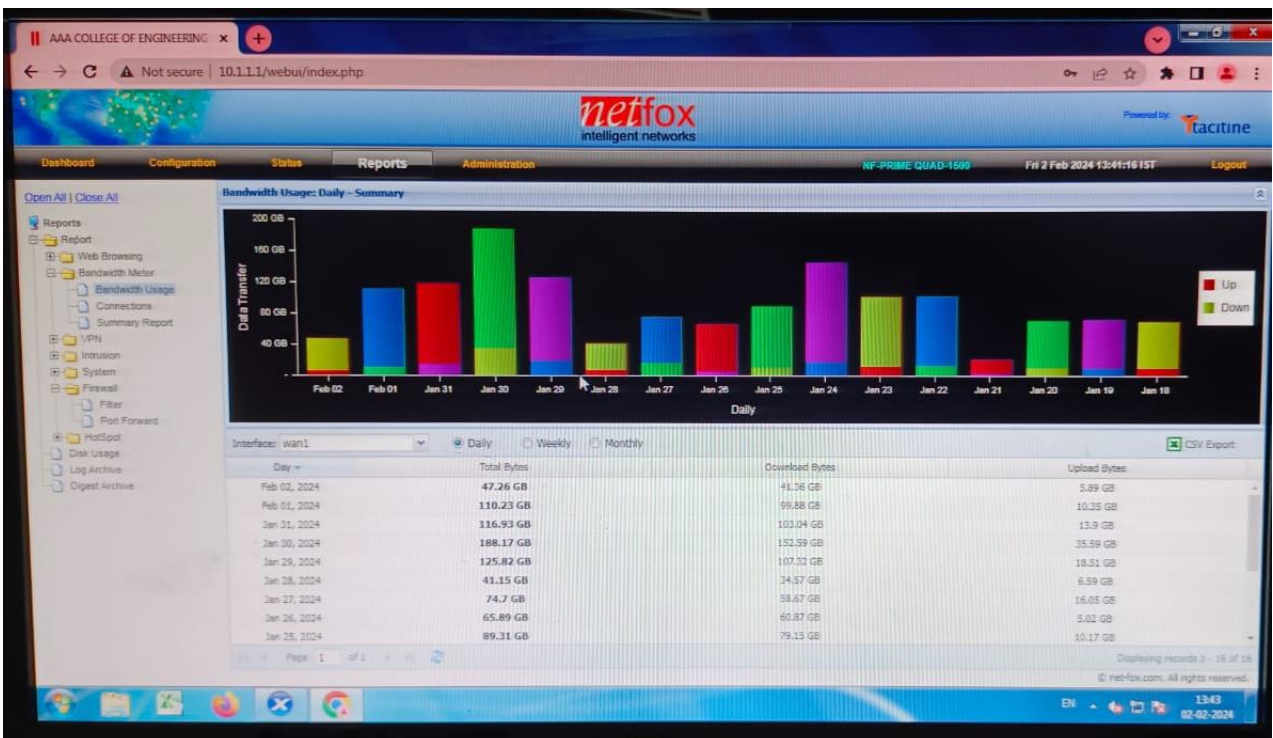 AAA COLLEGE OF ENGINEERING
Not secure 10.1.1.1/webui/index.php
netfox
intelligent networks
Powered by:
tacitine
Dashboard Configuration Status Reports Administration NF-PRIME QUAD-1500 Fri 2 Feb 2024 13:41:16 IST Logout
Open All | Close All
Reports
Report
Web Browsing
Bandwidth Meter
Bandwidth Usage
Connections
Summary Report
VPN
Intrusion
System
Firewall
Filter
Port Forward
HotSpot
Disk Usage
Log Archive
Digest Archive
Bandwidth Usage: Daily - Summary
200 GB
160 GB
120 GB
80 GB
40 GB
Data Transfer
Up
Down
Feb 02 Feb 01 Jan 31 Jan 30 Jan 29 Jan 28 Jan 27 Jan 26 Jan 25 Jan 24 Jan 23 Jan 22 Jan 21 Jan 20 Jan 19 Jan 18
Daily
Interface: wan1 Daily Weekly Monthly CSV Export
Day Total Bytes Download Bytes Upload Bytes
Feb 02, 2024 47.26 GB 41.36 GB 5.89 GB
Feb 01, 2024 110.23 GB 99.88 GB 10.35 GB
Jan 31, 2024 116.93 GB 103.04 GB 13.9 GB
Jan 30, 2024 188.17 GB 152.59 GB 35.59 GB
Jan 29, 2024 125.82 GB 107.32 GB 18.51 GB
Jan 28, 2024 41.15 GB 34.57 GB 6.59 GB
Jan 27, 2024 74.7 GB 58.67 GB 16.05 GB
Jan 26, 2024 65.89 GB 60.87 GB 5.02 GB
Jan 25, 2024 89.31 GB 79.15 GB 10.17 GB
Page 1 of 1 Displaying records 1 - 16 of 16
© net-fox.com. All rights reserved.
EN 13:43
02-02-2024